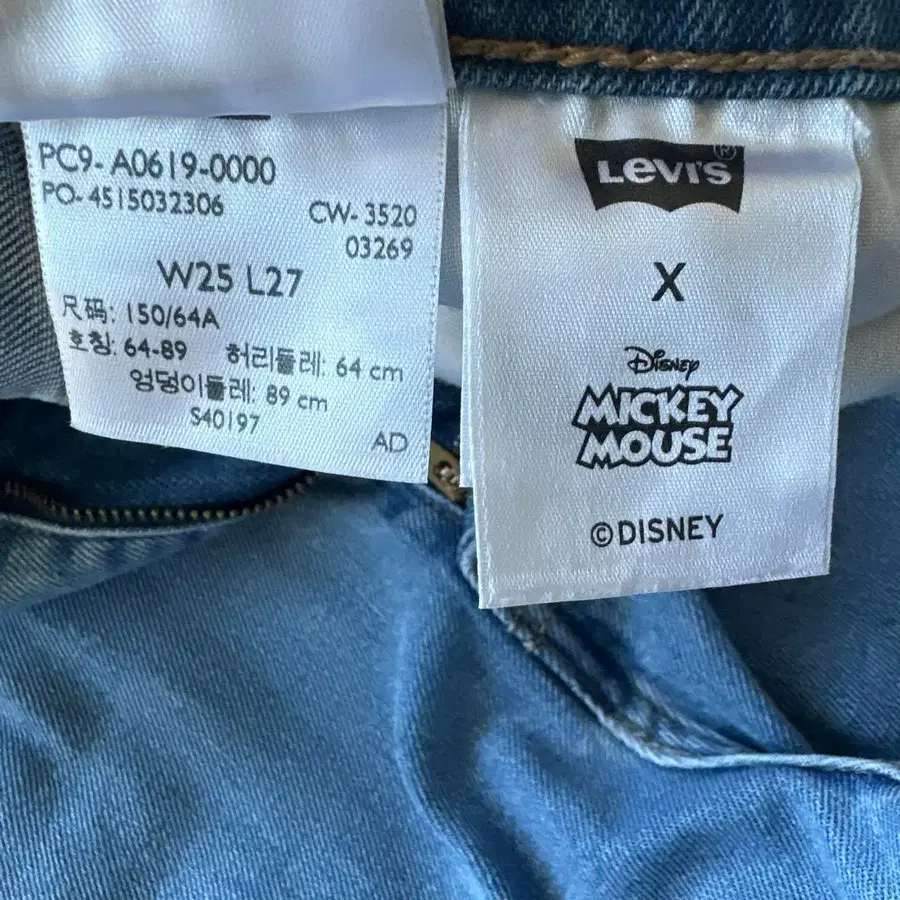 PC9- A0619-0000
PO- 4515032306
CW- 3520
03269
W25 L27
尺码: 150/64A
호칭: 64-89 허리둘레: 64 cm
엉덩이둘레: 89 cm
S40197
AD
LEVI'S®
X
Disney
MICKEY
MOUSE
©DISNEY